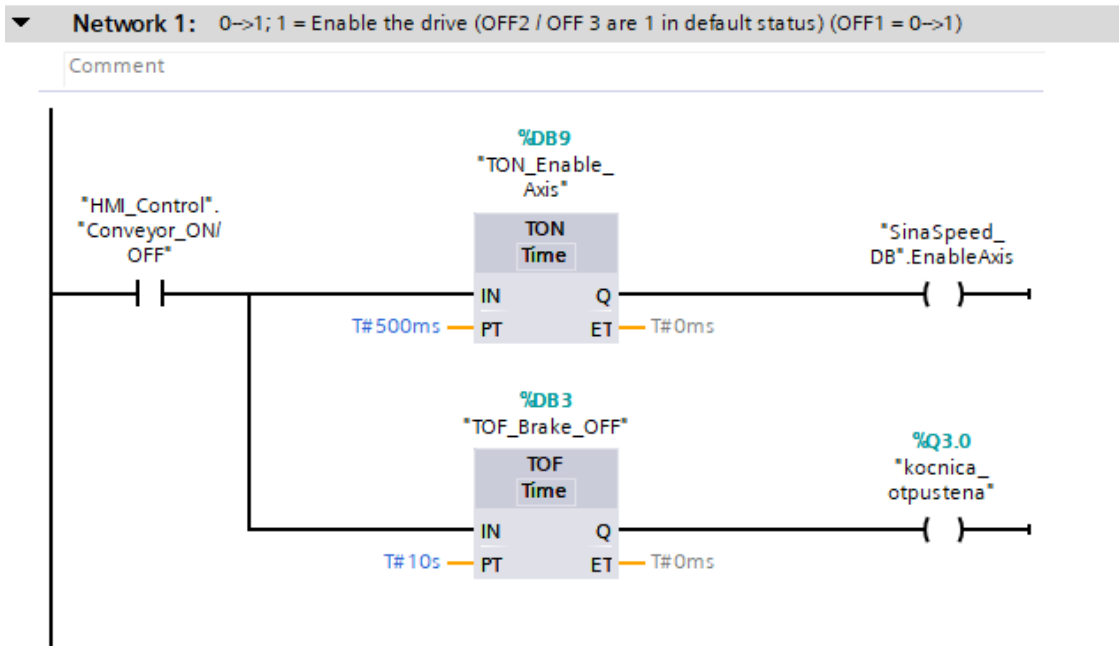 Network 1: 0-->1; 1 = Enable the drive (OFF2 / OFF 3 are 1 in default status) (OFF1 = 0-->1)
Comment
%DB9
"TON_Enable_
Axis"
"HMI_Control".
"Conveyor_ON/
OFF"
TON
Time
"SinaSpeed_
DB".EnableAxis
IN Q
T#500ms PT ET T#0ms
%DB3
"TOF_Brake_OFF"
TOF
Time
%Q3.0
"kocnica_
otpustena"
IN Q
T#10s PT ET T#0ms